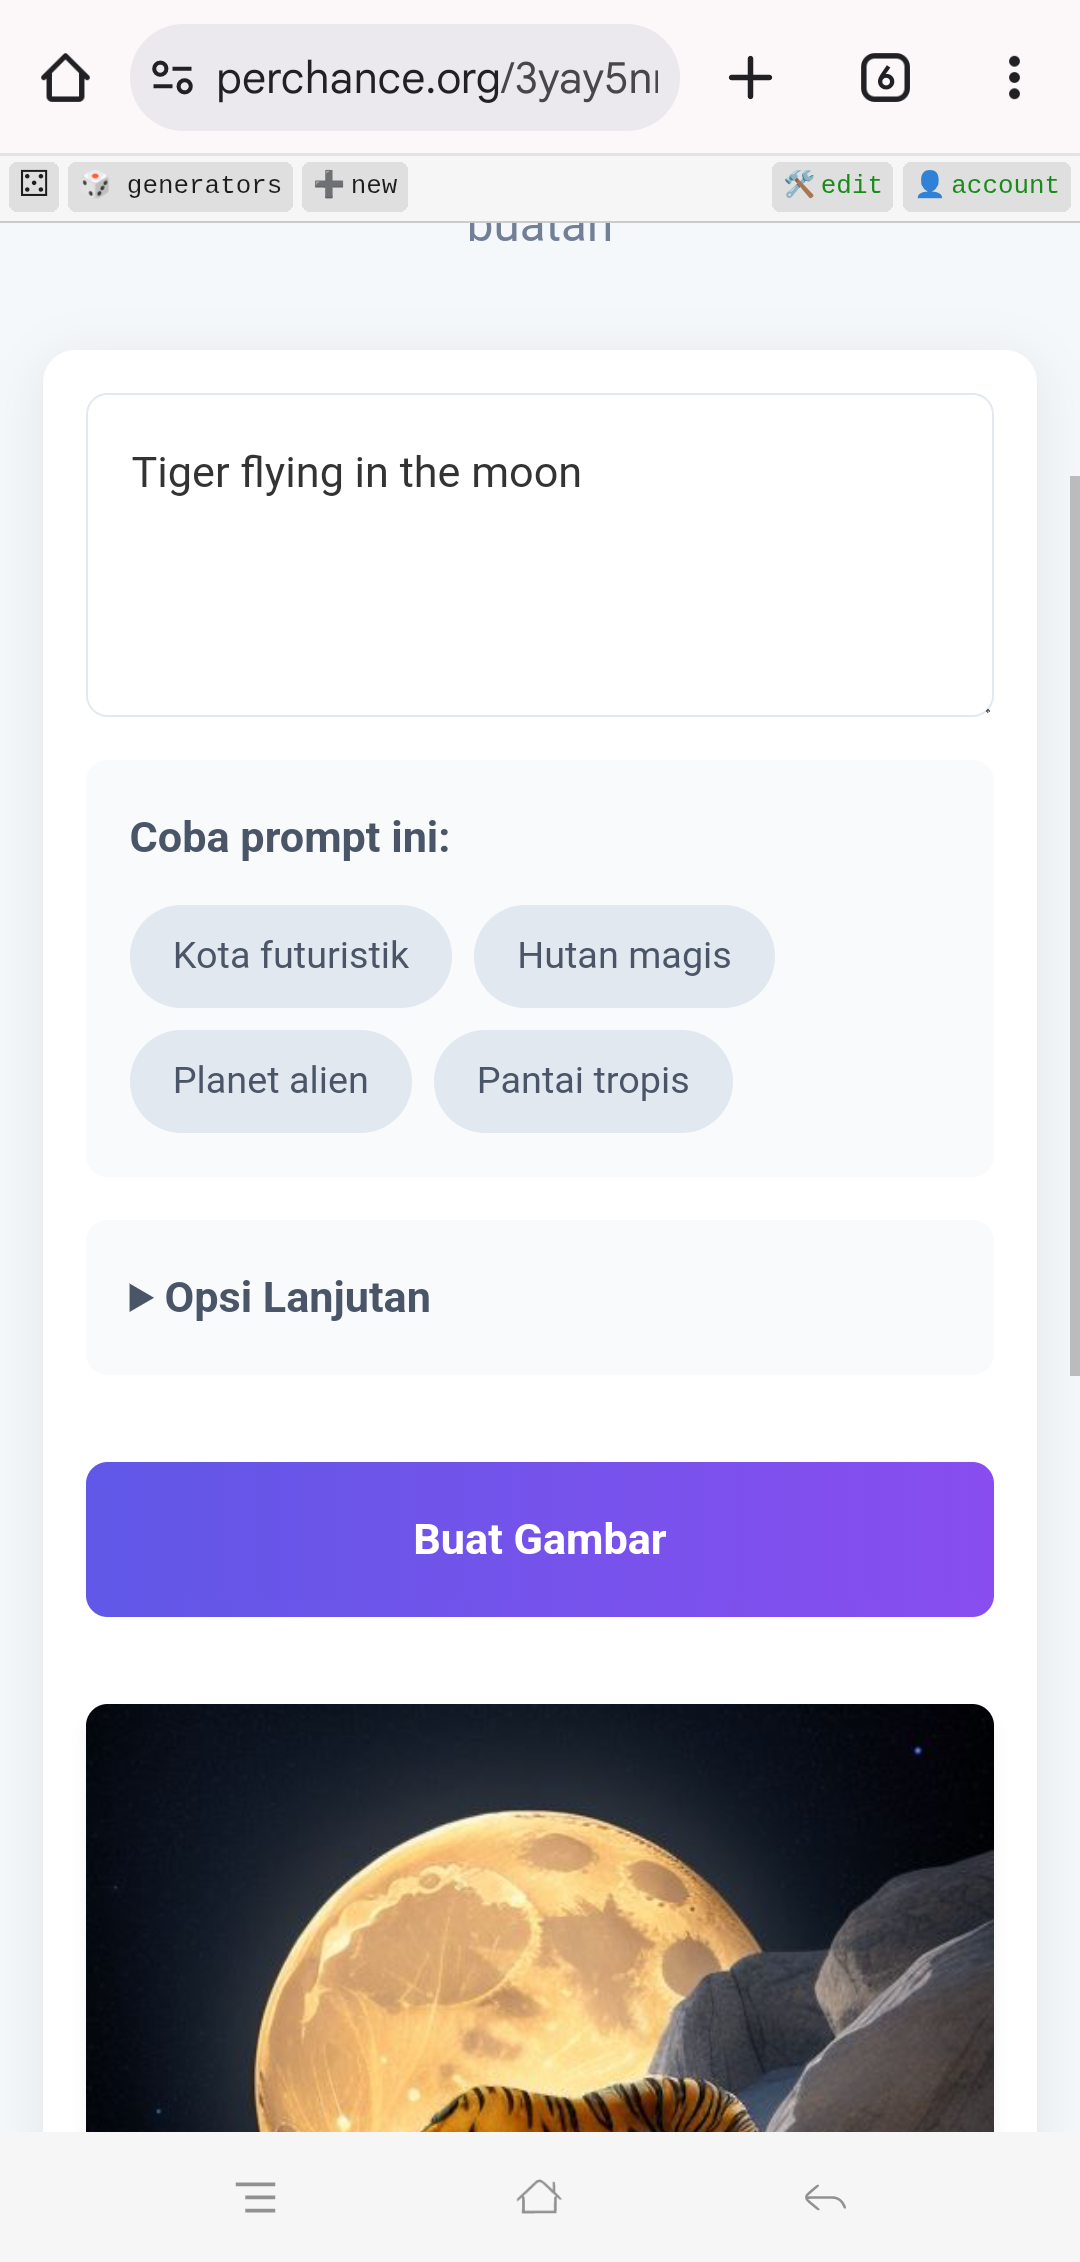 perchance.org/3yay5n
6
generators
new
edit
account
buatan
Tiger flying in the moon
Coba prompt ini:
Kota futuristik
Hutan magis
Planet alien
Pantai tropis
Opsi Lanjutan
Buat Gambar